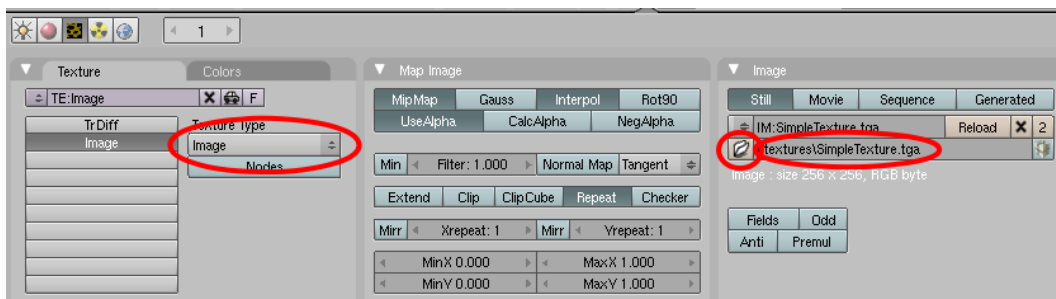 1
Texture Colors
TE:Image F
TrDiff
Image
Texture Type
Image
Nodes
Map Image
MipMap Gauss Interpol Rot90
UseAlpha CalcAlpha NegAlpha
Min Filter: 1.000 Normal Map Tangent
Extend Clip ClipCube Repeat Checker
Mirr Xrepeat: 1 Mirr Yrepeat: 1
MinX 0.000 MaxX 1.000
MinY 0.000 MaxY 1.000
Image
Still Movie Sequence Generated
IM:SimpleTexture.tga Reload X 2
textures\SimpleTexture.tga
Image : size 256 x 256, RGB byte
Fields Odd
Anti Premul